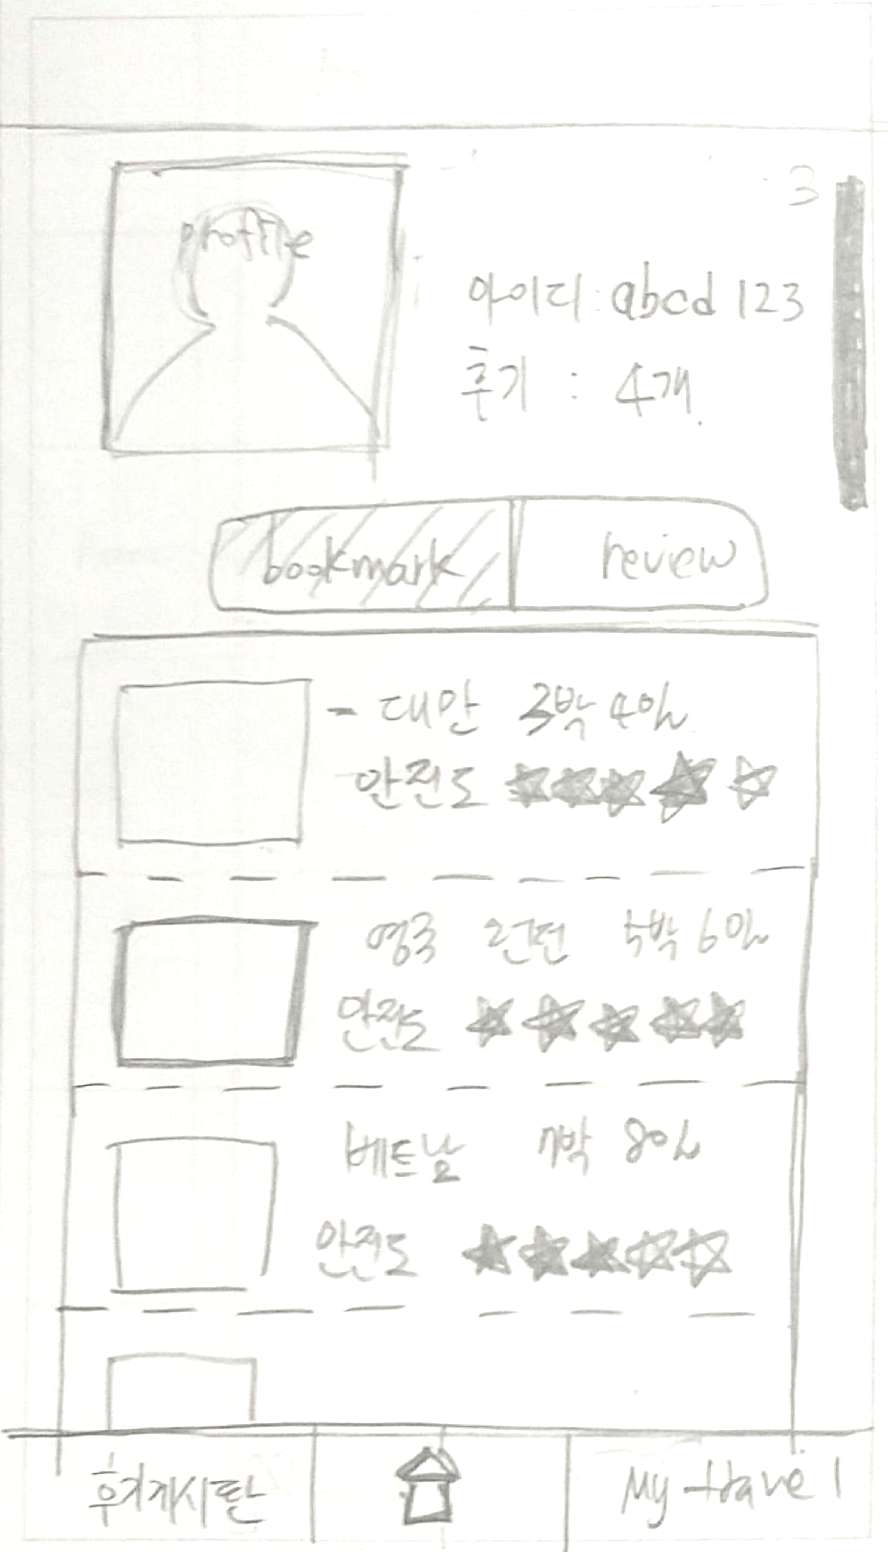 profile
3
아이디 : abcd 123
후기 : 4개
bookmark
review
- 대만 3박 4일
안전도
영국 런던 5박 6일
안전도
베트남 7박 8일
안전도
후기게시판
My travel